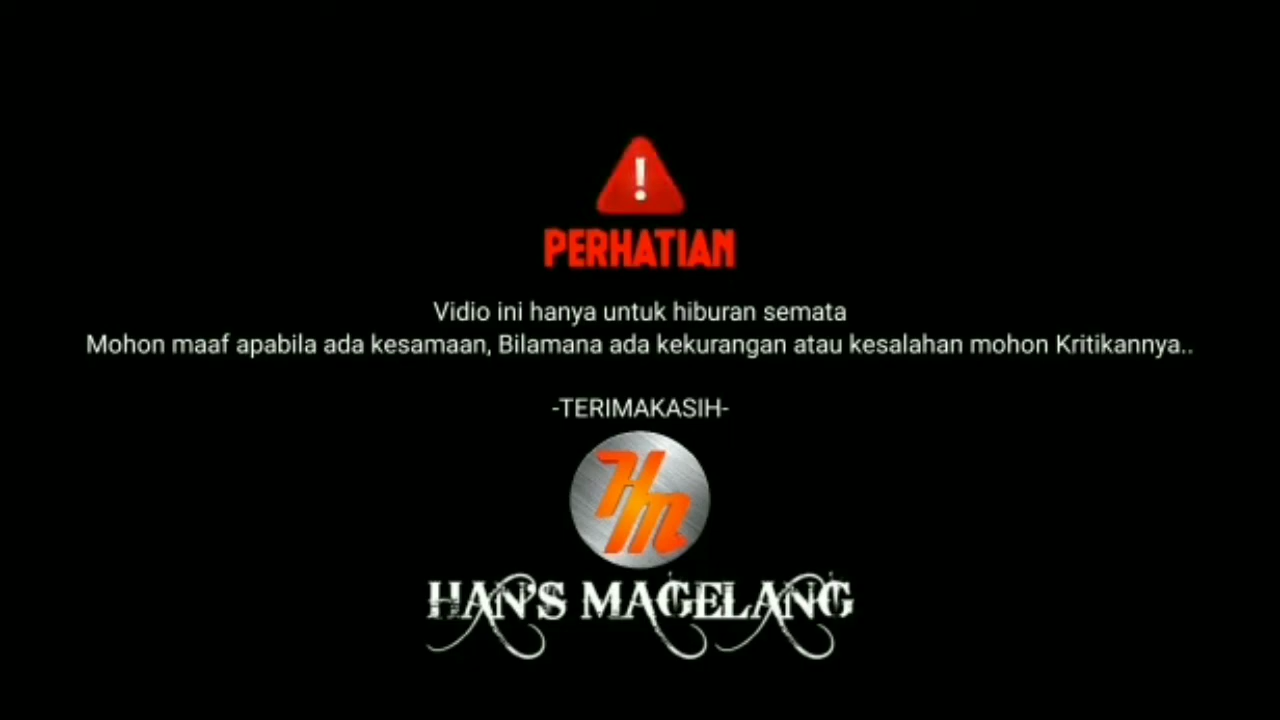 !
PERHATIAN
Vidio ini hanya untuk hiburan semata
Mohon maaf apabila ada kesamaan, Bilamana ada kekurangan atau kesalahan mohon Kritikannya..
-TERIMAKASIH-
Hm
HAN'S MAGELANG